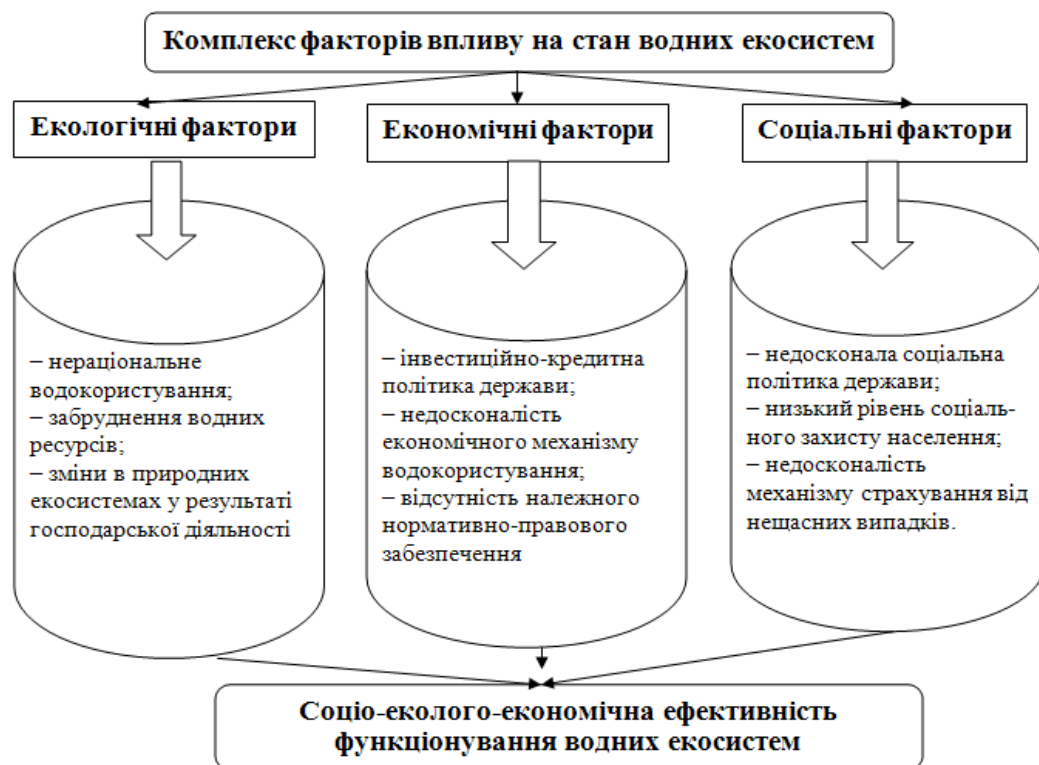 Комплекс факторів впливу на стан водних екосистем
Екологічні фактори
Економічні фактори
Соціальні фактори
– нераціональне
водокористування;
– забруднення водних
ресурсів;
– зміни в природних
екосистемах у результаті
господарської діяльності
– інвестиційно-кредитна
політика держави;
– недосконалість
економічного механізму
водокористування;
– відсутність належного
нормативно-правового
забезпечення
– недосконала соціальна
політика держави;
– низький рівень соціаль-
ного захисту населення;
– недосконалість
механізму страхування від
нещасних випадків.
Соціо-еколого-економічна ефективність
функціонування водних екосистем